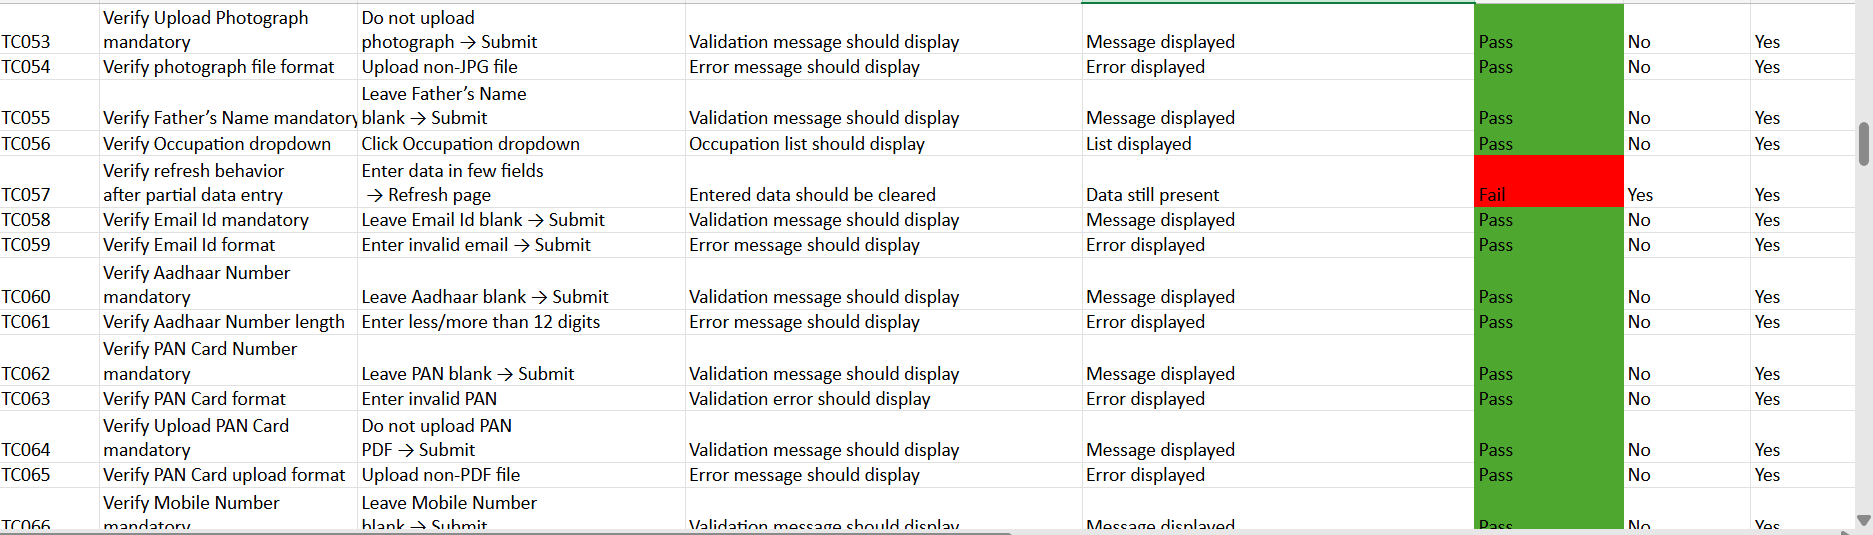 Verify Upload Photograph Do not upload
TC053 mandatory photograph → Submit Validation message should display Message displayed Pass No Yes
TC054 Verify photograph file format Upload non-JPG file Error message should display Error displayed Pass No Yes
Leave Father’s Name
TC055 Verify Father’s Name mandatory blank → Submit Validation message should display Message displayed Pass No Yes
TC056 Verify Occupation dropdown Click Occupation dropdown Occupation list should display List displayed Pass No Yes
Verify refresh behavior Enter data in few fields
TC057 after partial data entry → Refresh page Entered data should be cleared Data still present Fail Yes Yes
TC058 Verify Email Id mandatory Leave Email Id blank → Submit Validation message should display Message displayed Pass No Yes
TC059 Verify Email Id format Enter invalid email → Submit Error message should display Error displayed Pass No Yes
Verify Aadhaar Number
TC060 mandatory Leave Aadhaar blank → Submit Validation message should display Message displayed Pass No Yes
TC061 Verify Aadhaar Number length Enter less/more than 12 digits Error message should display Error displayed Pass No Yes
Verify PAN Card Number
TC062 mandatory Leave PAN blank → Submit Validation message should display Message displayed Pass No Yes
TC063 Verify PAN Card format Enter invalid PAN Validation error should display Error displayed Pass No Yes
Verify Upload PAN Card Do not upload PAN
TC064 mandatory PDF → Submit Validation message should display Message displayed Pass No Yes
TC065 Verify PAN Card upload format Upload non-PDF file Error message should display Error displayed Pass No Yes
Verify Mobile Number Leave Mobile Number
TC066 mandatory blank → Submit Validation message should display Message displayed Pass No Yes